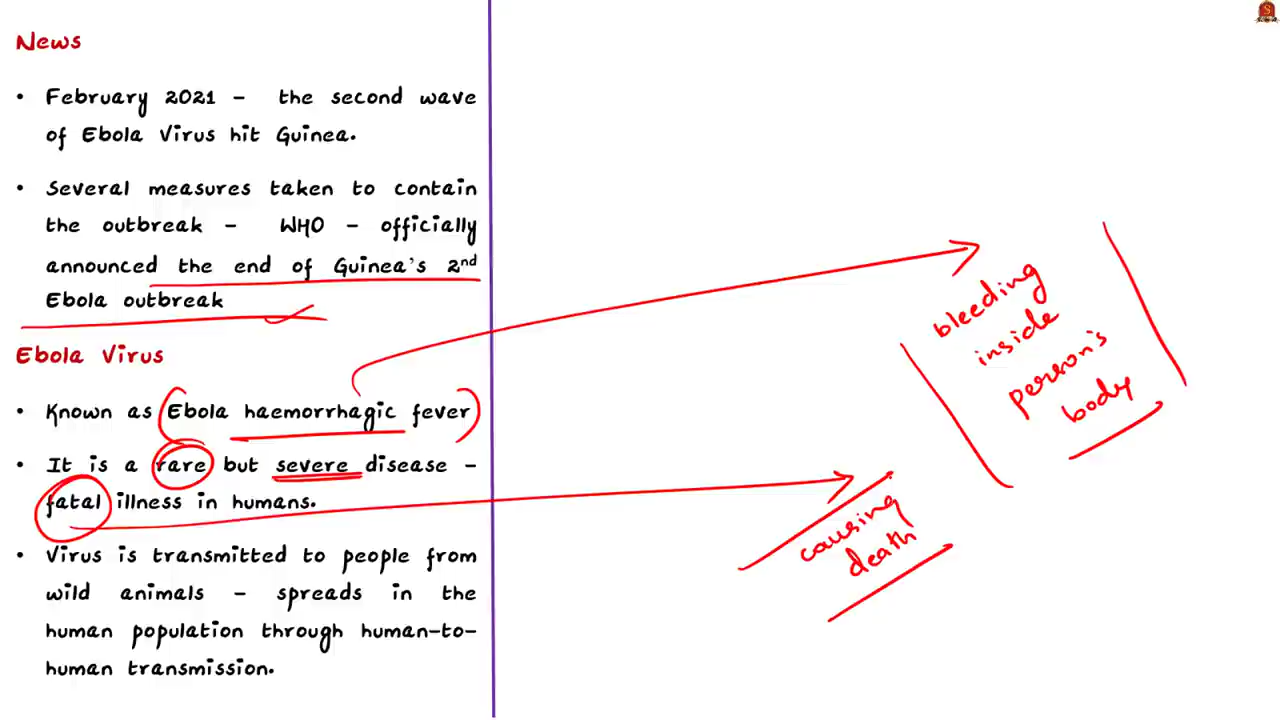 News
• February 2021 - the second wave
of Ebola Virus hit Guinea.
• Several measures taken to contain
the outbreak - WHO - officially
announced the end of Guinea's 2nd
Ebola outbreak
Ebola Virus
• Known as Ebola haemorrhagic fever
• It is a rare but severe disease -
fatal illness in humans.
• Virus is transmitted to people from
wild animals - spreads in the
human population through human-to-
human transmission.
bleeding
inside
person's
body
causing
death